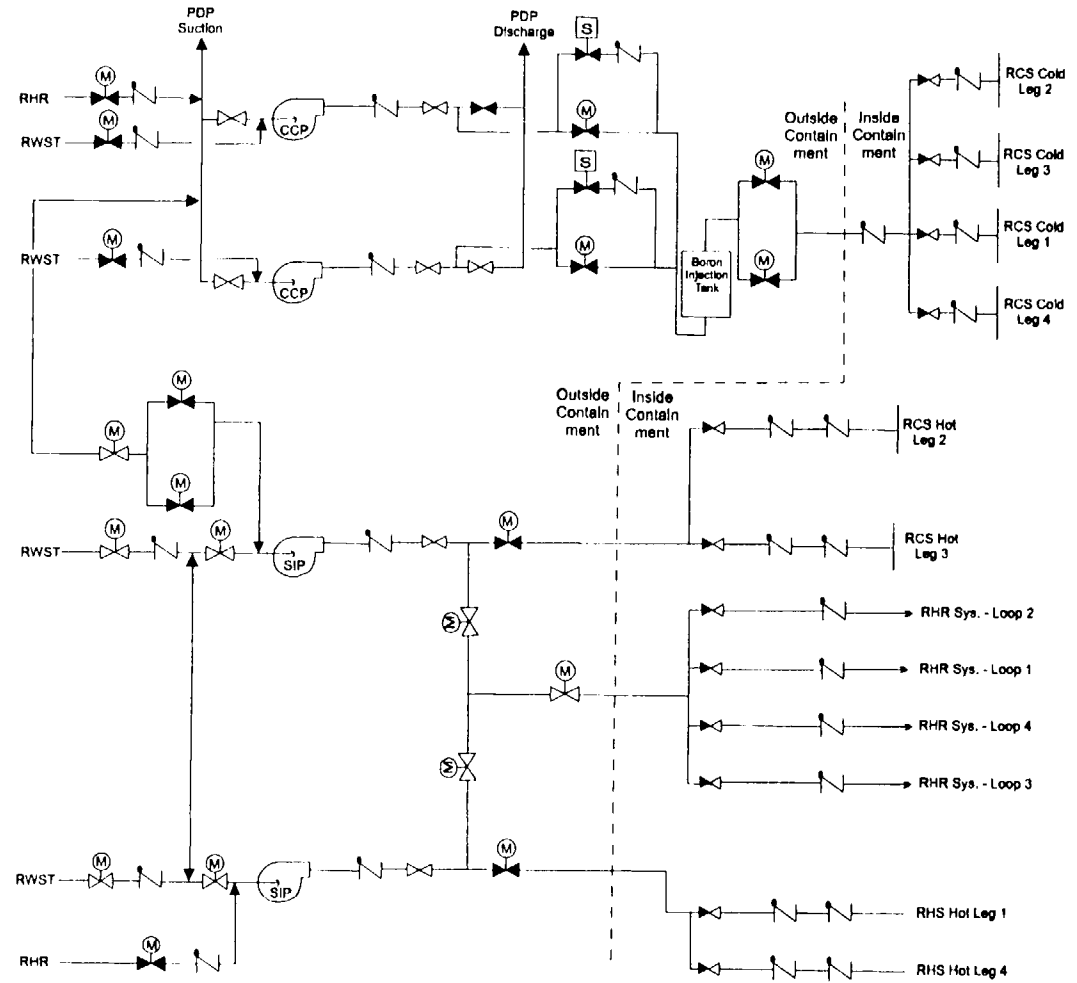 PDP
Suction
PDP
Discharge
S
M
RHR
M
RWST
CCP
M
S
M
RWST
CCP
M
M
M
Boron
Injection
Tank
Outside
Contain
ment
Inside
Contain
ment
RCS Cold
Leg 2
RCS Cold
Leg 3
RCS Cold
Leg 1
RCS Cold
Leg 4
M
M
M
Outside
Contain
ment
Inside
Contain
ment
RCS Hot
Leg 2
RWST
M
M
SIP
M
RCS Hot
Leg 3
M
M
M
RHR Sys. - Loop 2
RHR Sys. - Loop 1
RHR Sys. - Loop 4
RHR Sys. - Loop 3
RWST
M
M
SIP
M
RHR
M
RHS Hot Leg 1
RHS Hot Leg 4